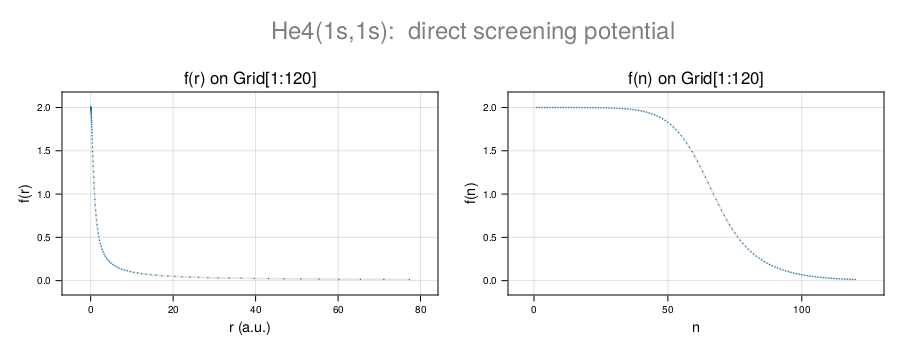 He4(1s,1s):  direct screening potential
f(r) on Grid[1:120]
f(r)
2.0
1.5
1.0
0.5
0.0
0 20 40 60 80
r (a.u.)
f(n) on Grid[1:120]
f(n)
2.0
1.5
1.0
0.5
0.0
0 50 100
n